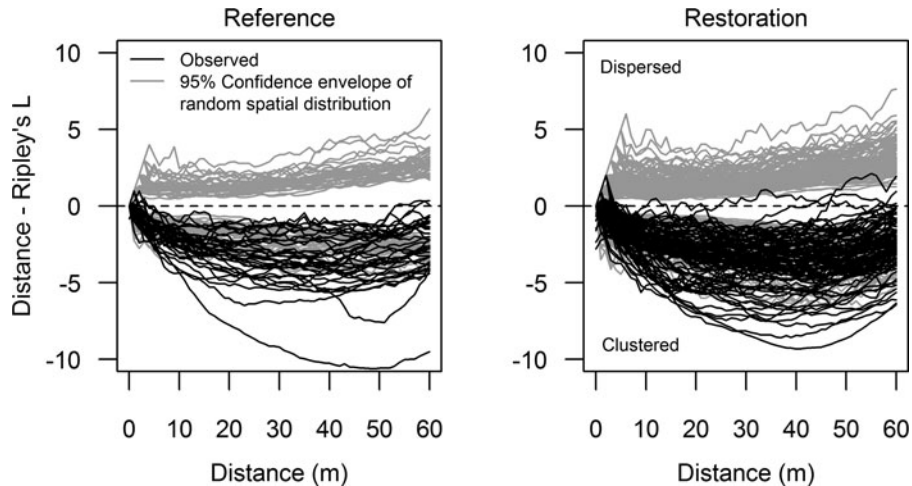 Reference
Restoration
Distance - Ripley's L
10
5
0
-5
-10
Observed
95% Confidence envelope of
random spatial distribution
0 10 20 30 40 50 60
Distance (m)
10
5
0
-5
-10
Dispersed
Clustered
0 10 20 30 40 50 60
Distance (m)